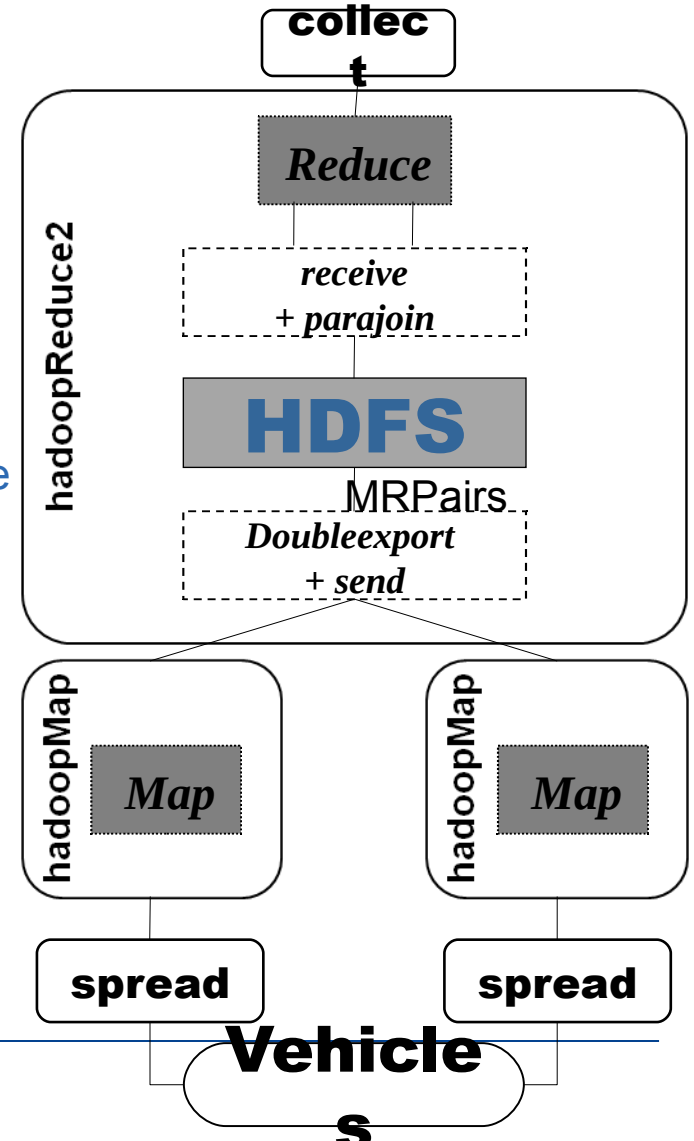 collec
t
Reduce
hadoopReduce2
receive
+ parajoin
HDFS
e
MRPairs
Doubleexport
+ send
hadoopMap
Map
hadoopMap
Map
spread
spread
Vehicle
s